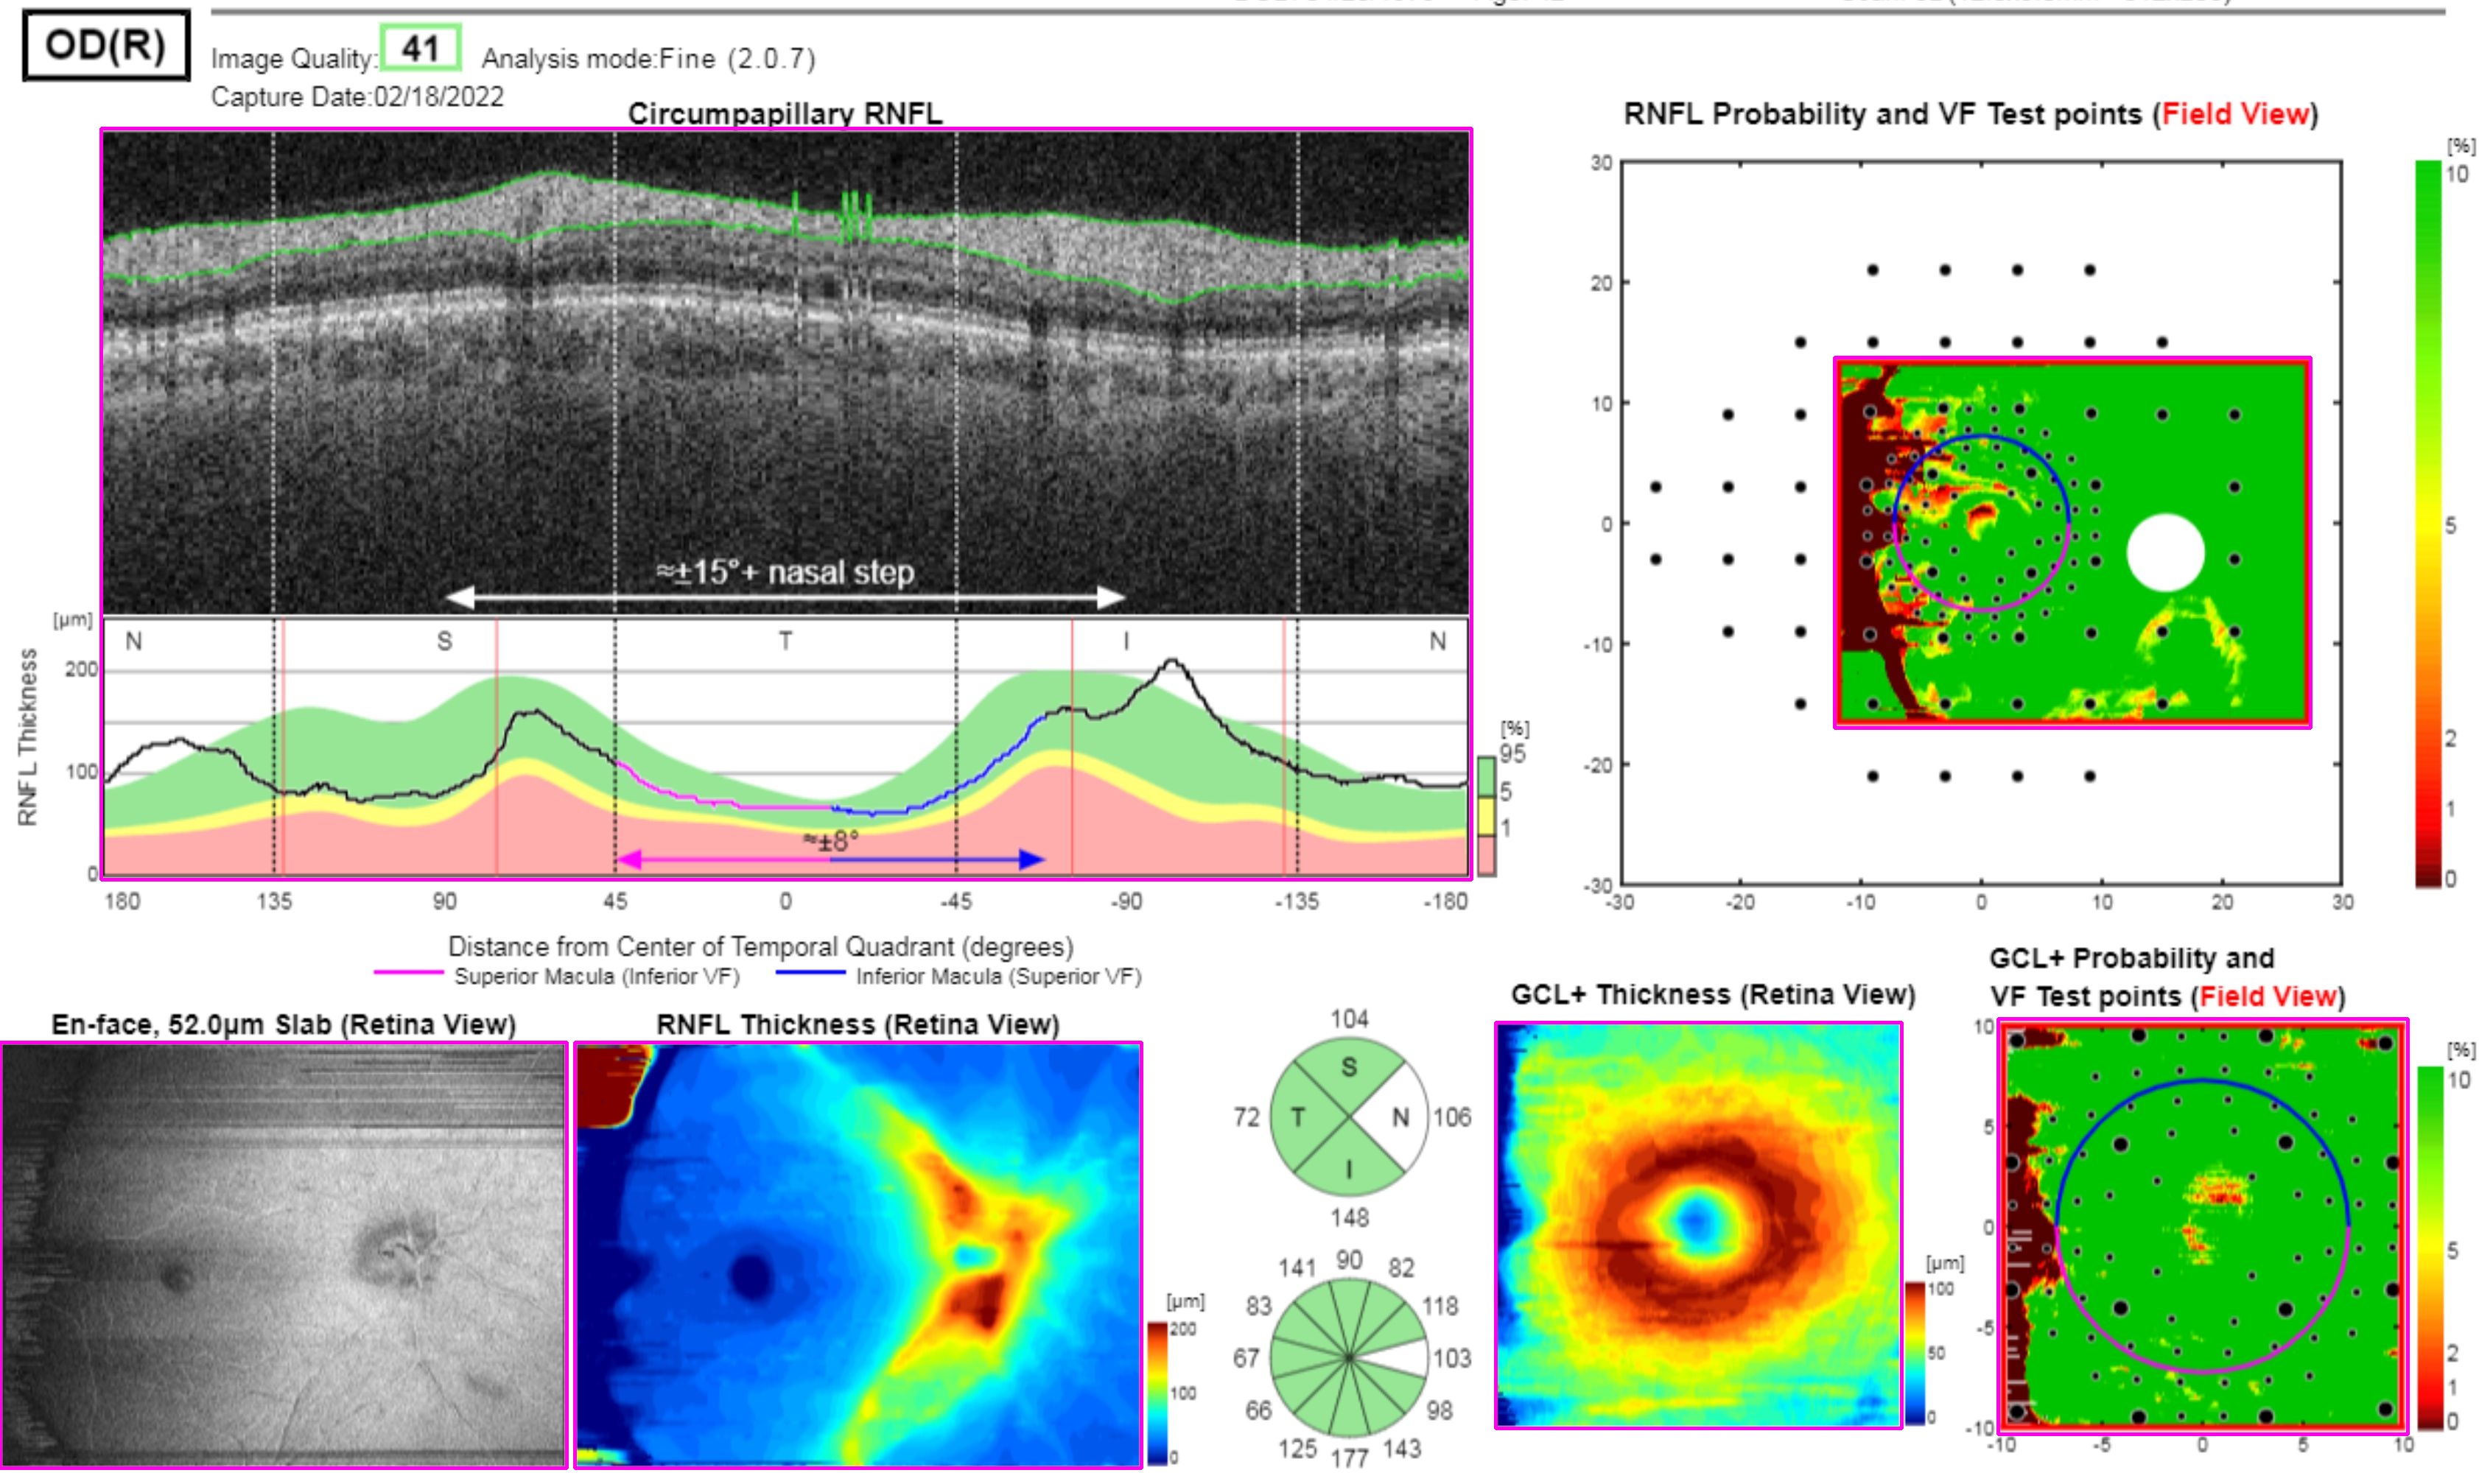 OD(R)
Image Quality: 41 Analysis mode:Fine (2.0.7)
Capture Date:02/18/2022
Circumpapillary RNFL
≈±15°+ nasal step
[µm]
N S T I N
200
100
0
RNFL Thickness
≈±8°
[%]
95
5
1
180 135 90 45 0 -45 -90 -135 -180
Distance from Center of Temporal Quadrant (degrees)
Superior Macula (Inferior VF) Inferior Macula (Superior VF)
RNFL Probability and VF Test points (Field View)
30
20
10
0
-10
-20
-30
-30 -20 -10 0 10 20 30
[%]
10
5
2
1
0
En-face, 52.0µm Slab (Retina View)
RNFL Thickness (Retina View)
[µm]
200
100
0
104
S
72 T N 106
I
148
141 90 82
83 118
67 103
66 98
125 177 143
GCL+ Thickness (Retina View)
[µm]
100
50
0
GCL+ Probability and
VF Test points (Field View)
10
5
0
-5
-10
-10 -5 0 5 10
[%]
10
5
2
1
0